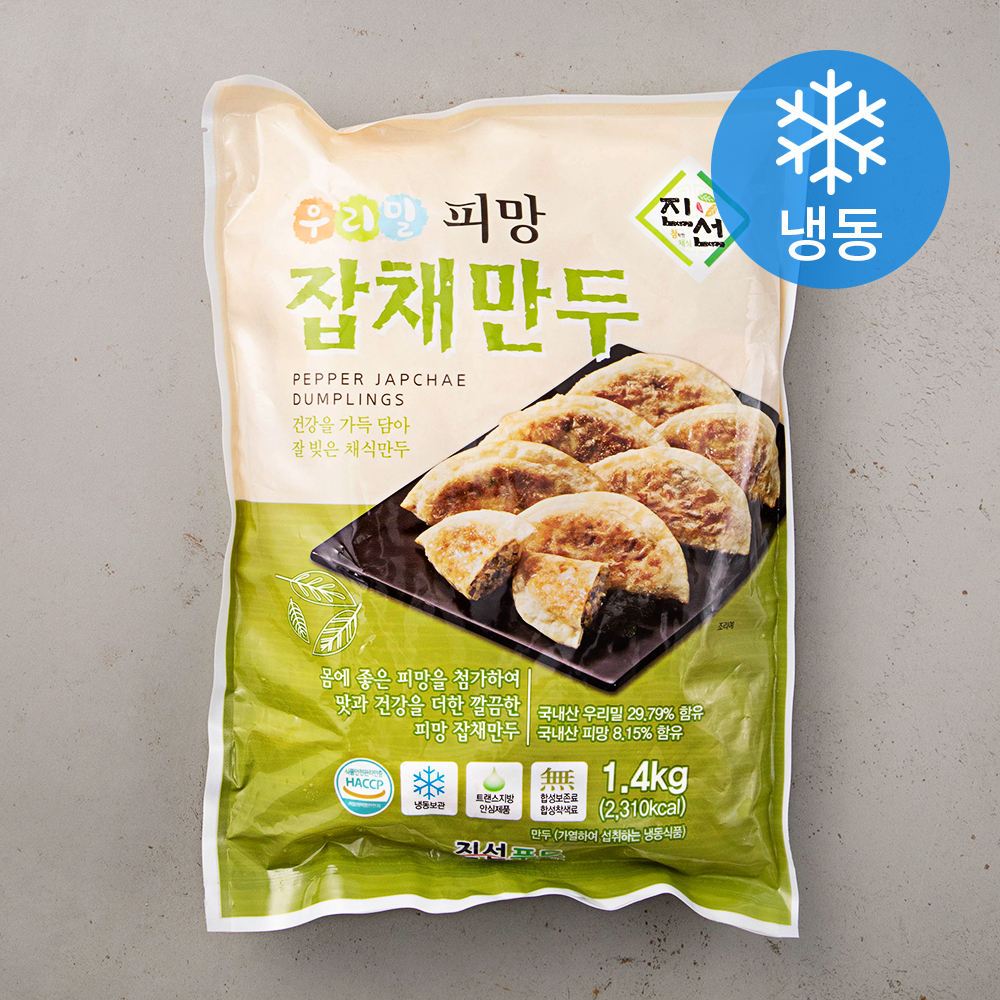 냉동
진선
참 채식
우리밀 피망
잡채만두
PEPPER JAPCHAE
DUMPLINGS
건강을 가득 담아
잘 빚은 채식만두
조리예
몸에 좋은 피망을 첨가하여
맛과 건강을 더한 깔끔한
피망 잡채만두
국내산 우리밀 29.79% 함유
국내산 피망 8.15% 함유
HACCP
냉동보관
트랜스지방
안심제품
無
합성보존료
합성착색료
1.4kg
(2,310kcal)
만두 (가열하여 섭취하는 냉동식품)
진선푸드